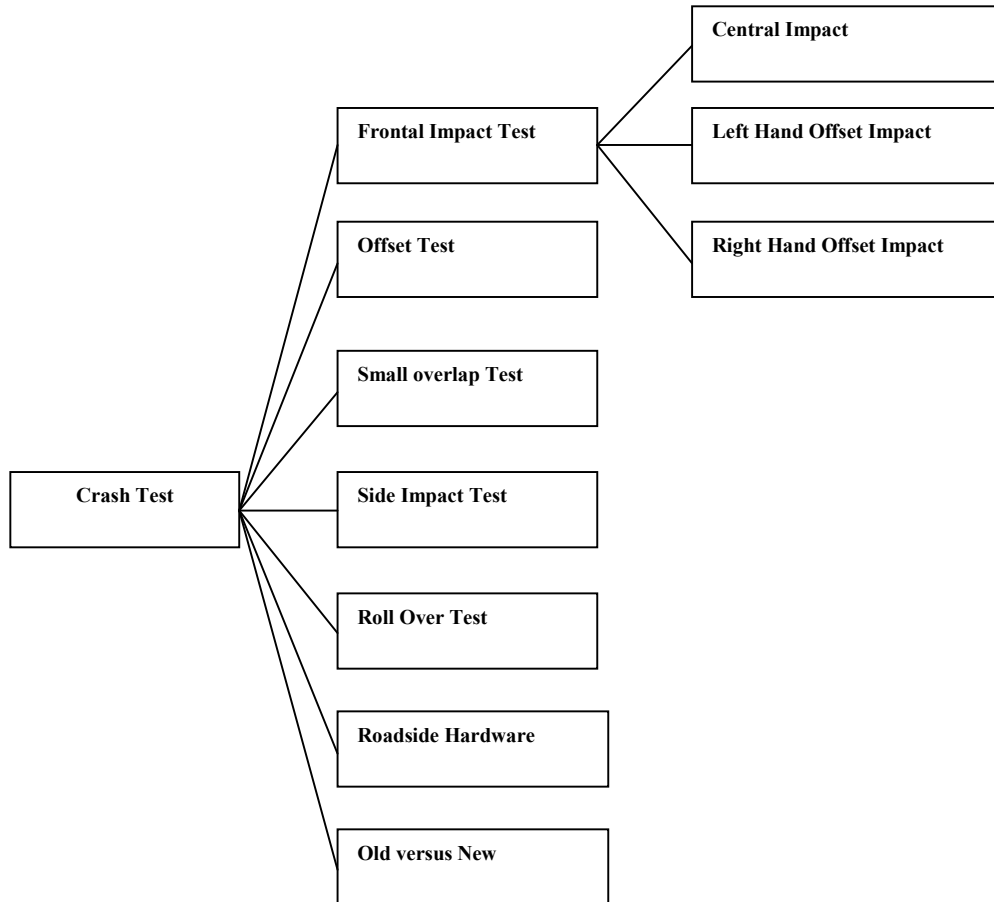 Central Impact
Frontal Impact Test
Left Hand Offset Impact
Offset Test
Right Hand Offset Impact
Small overlap Test
Crash Test
Side Impact Test
Roll Over Test
Roadside Hardware
Old versus New